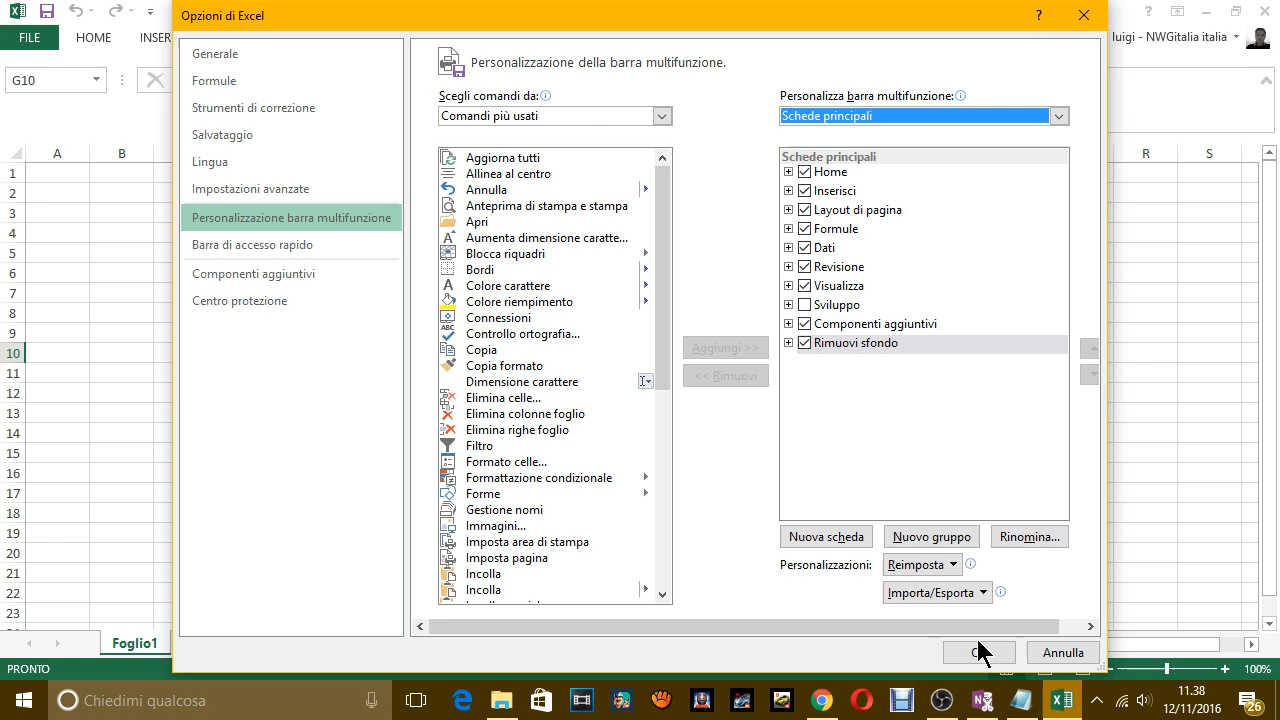 Opzioni di Excel
?
FILE
HOME
INSER
luigi - NWGitalia italia
G10
Generale
Formule
Strumenti di correzione
Salvataggio
Lingua
Impostazioni avanzate
Personalizzazione barra multifunzione
Barra di accesso rapido
Componenti aggiuntivi
Centro protezione
Personalizzazione della barra multifunzione.
Scegli comandi da:
Comandi più usati
Aggiorna tutti
Allinea al centro
Annulla
Anteprima di stampa e stampa
Apri
Aumenta dimensione caratte...
Blocca riquadri
Bordi
Colore carattere
Colore riempimento
Connessioni
Controllo ortografia...
Copia
Copia formato
Dimensione carattere
Elimina celle...
Elimina colonne foglio
Elimina righe foglio
Filtro
Formato celle...
Formattazione condizionale
Forme
Gestione nomi
Immagini...
Imposta area di stampa
Imposta pagina
Incolla
Incolla
Aggiungi >>
<< Rimuovi
Personalizza barra multifunzione:
Schede principali
Schede principali
Home
Inserisci
Layout di pagina
Formule
Dati
Revisione
Visualizza
Sviluppo
Componenti aggiuntivi
Rimuovi sfondo
Nuova scheda
Nuovo gruppo
Rinomina...
Personalizzazioni:
Reimposta
Importa/Esporta
Annulla
A B R S
1
2
3
4
5
6
7
8
9
10
11
12
13
14
15
16
17
18
19
20
21
22
23
Foglio1
PRONTO
100%
Chiedimi qualcosa
11.38
12/11/2016
26